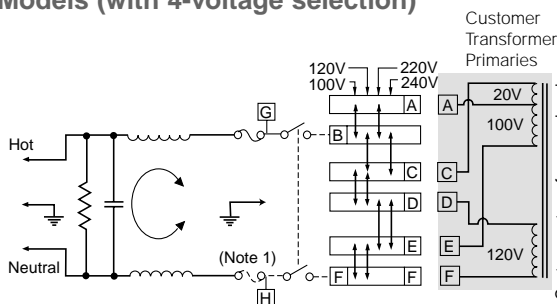 Models (with 4-voltage selection)
Customer
Transformer
Primaries
120V
220V
100V
240V
G
A
A
20V
B
100V
Hot
C
C
D
D
(Note 1)
E
E
120V
Neutral
F
F
F
H